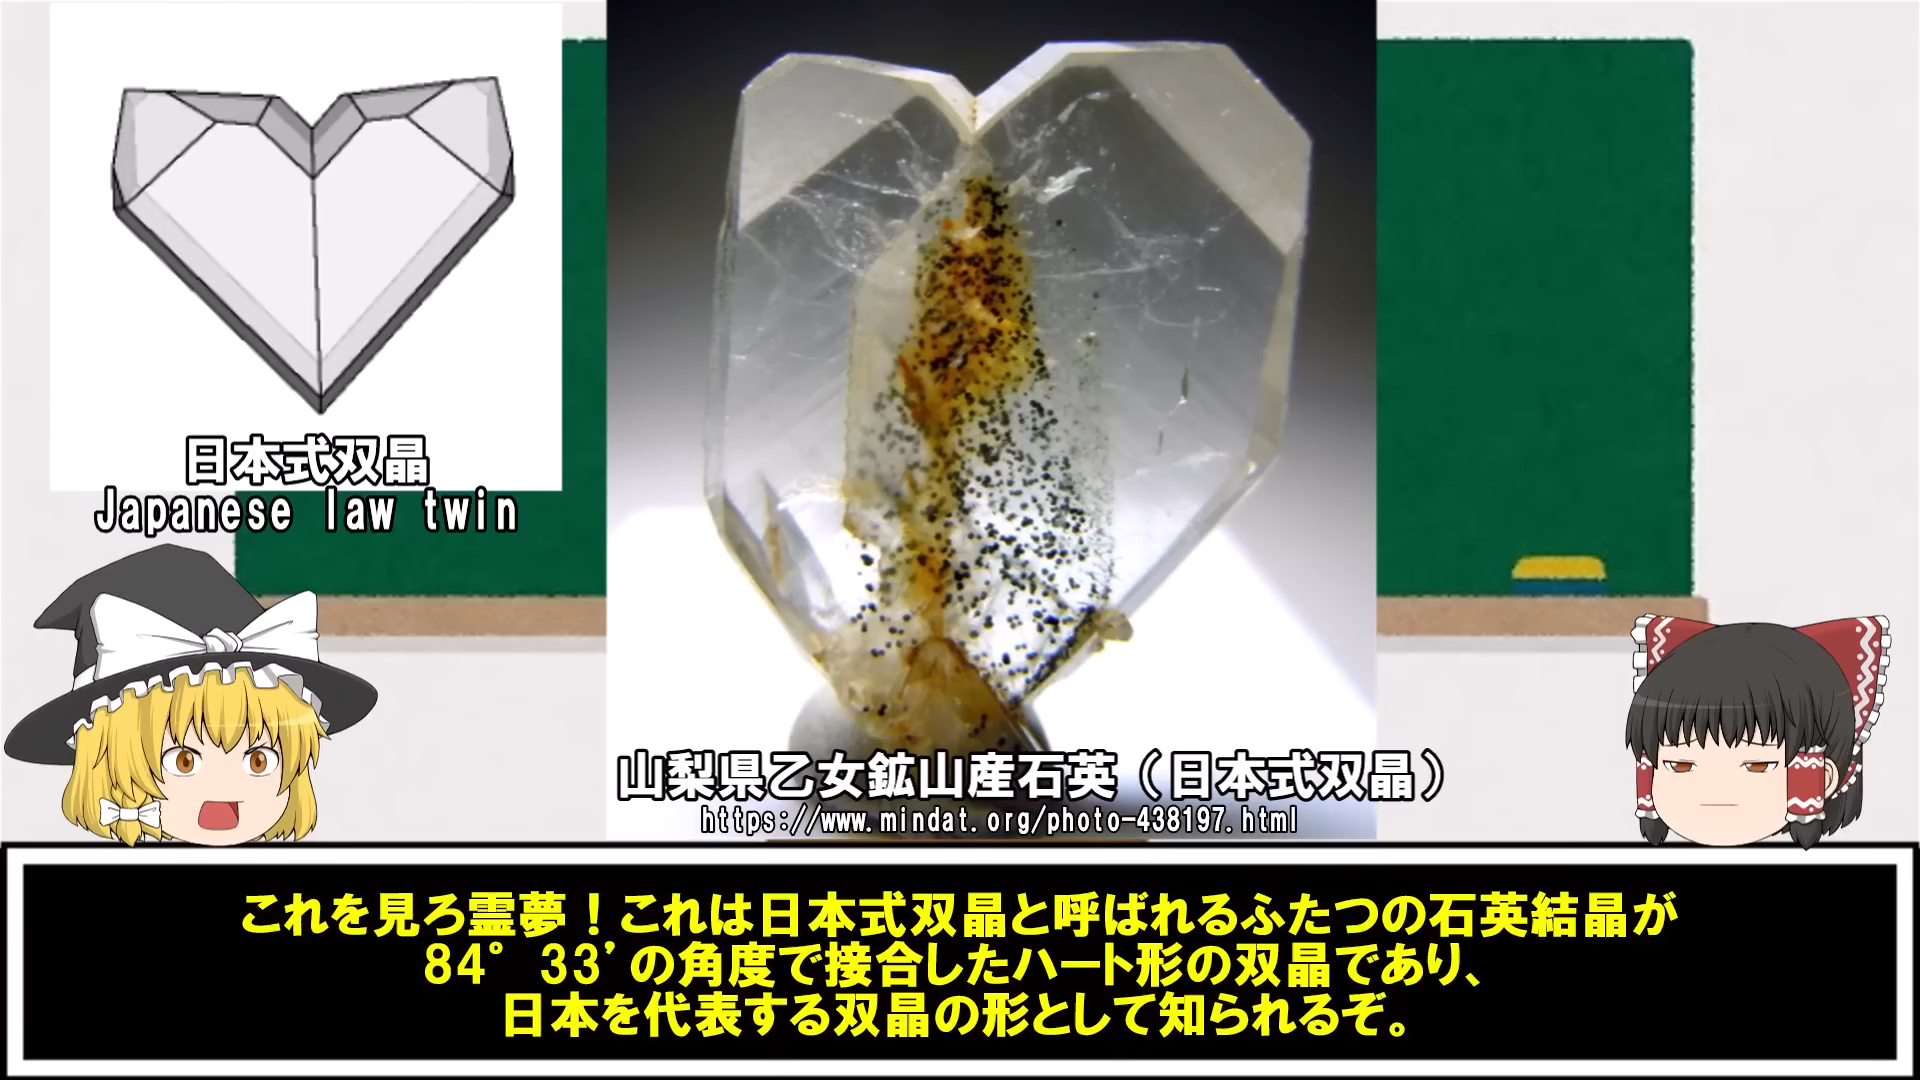 日本式双晶
Japanese law twin
山梨県乙女鉱山産石英（日本式双晶）
https://www.mindat.org/photo-438197.html
これを見ろ霊夢！これは日本式双晶と呼ばれるふたつの石英結晶が
84°33’の角度で接合したハート形の双晶であり、
日本を代表する双晶の形として知られるぞ。